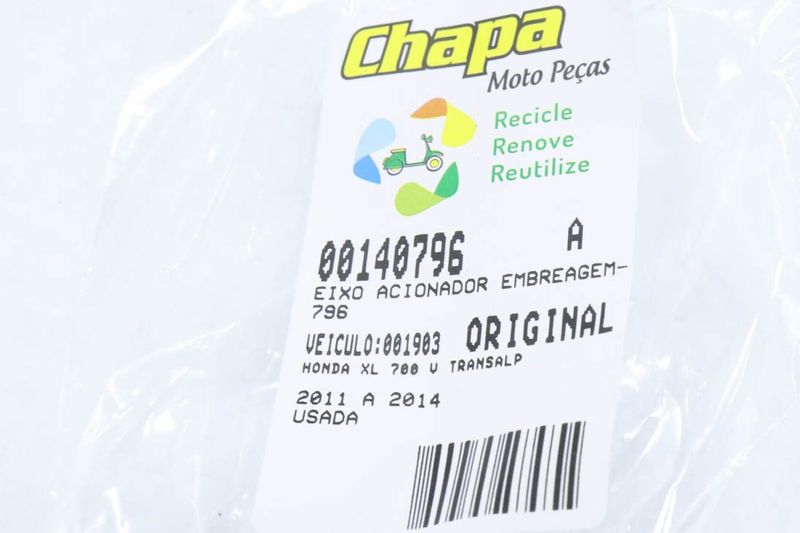 Chapa
Moto Peças
Recicle
Renove
Reutilize
00140796 A
EIXO ACIONADOR EMBREAGEM-
796
VEICULO:001903 ORIGINAL
HONDA XL 700 V TRANSALP
2011 A 2014
USADA